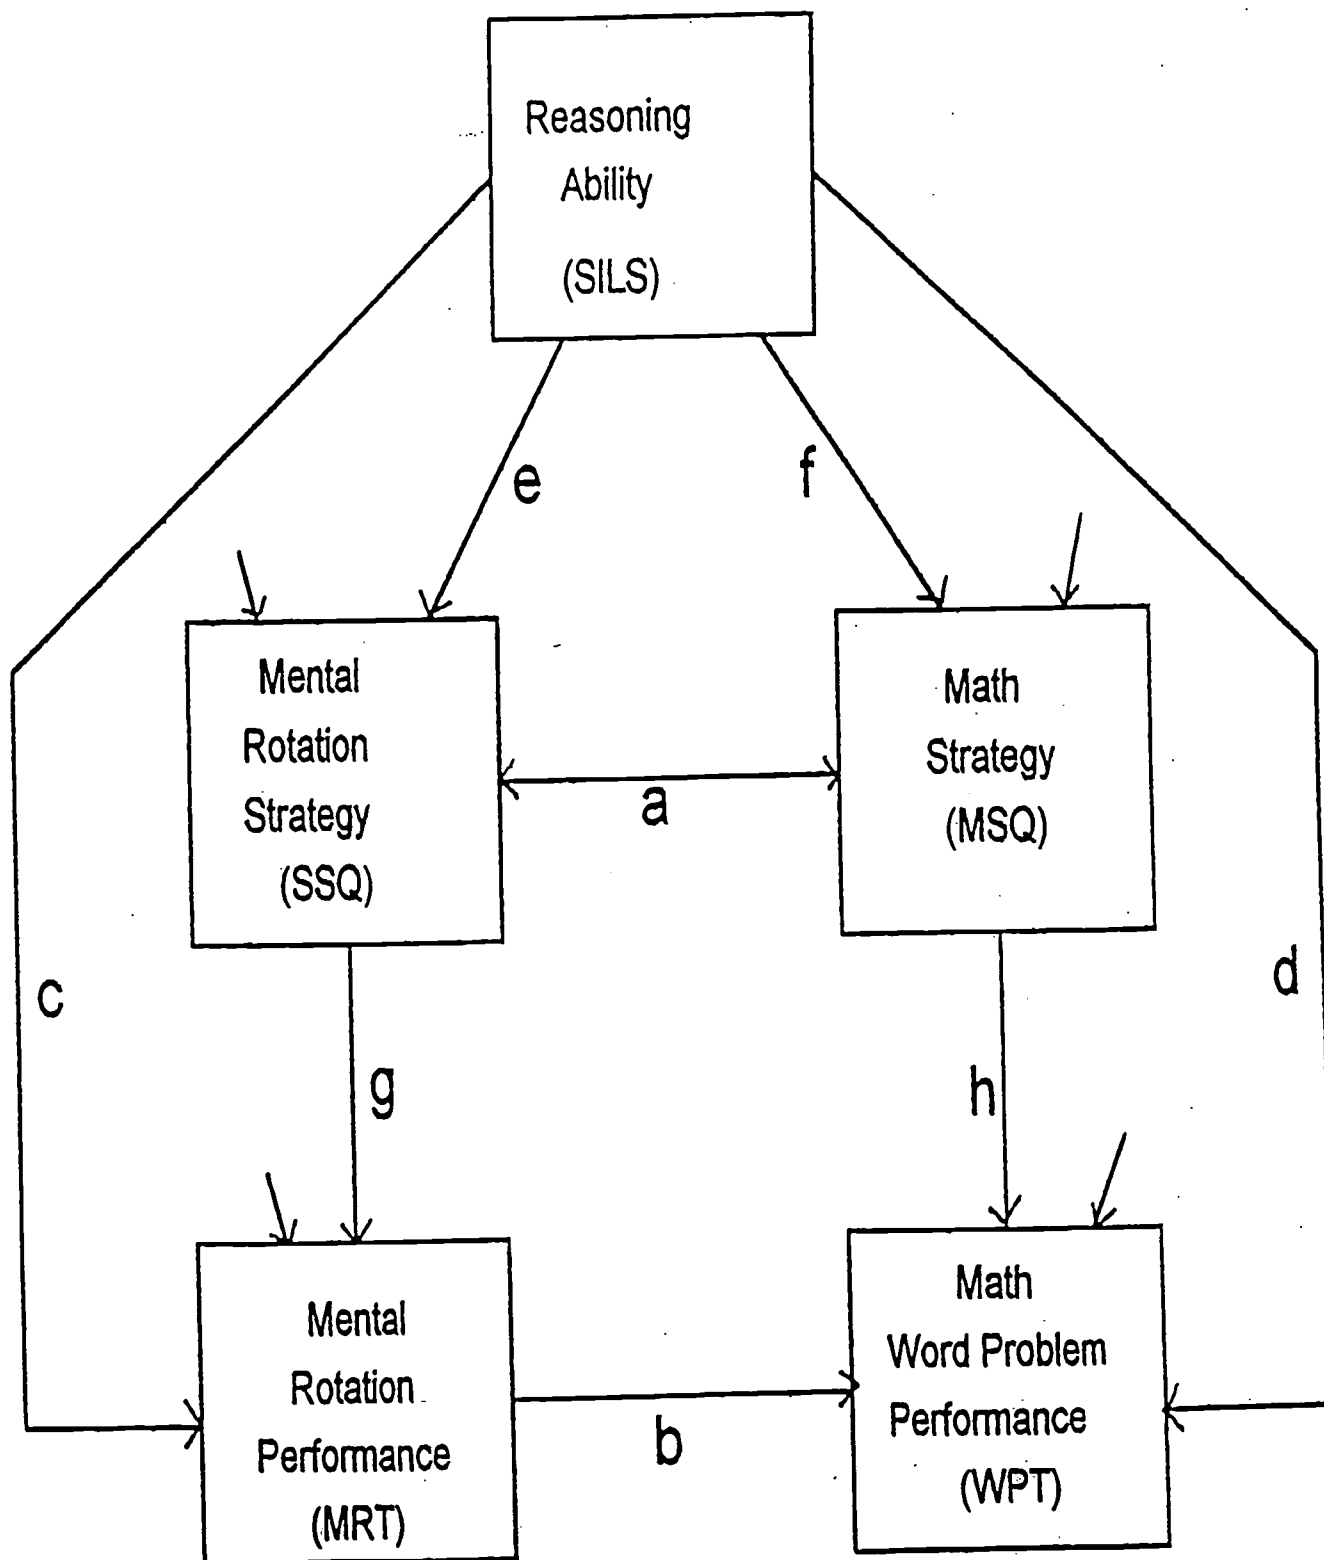 Reasoning
Ability
(SILS)
e
f
Mental
Rotation
Strategy
(SSQ)
a
Math
Strategy
(MSQ)
c
d
g
h
Mental
Rotation
Performance
(MRT)
b
Math
Word Problem
Performance
(WPT)